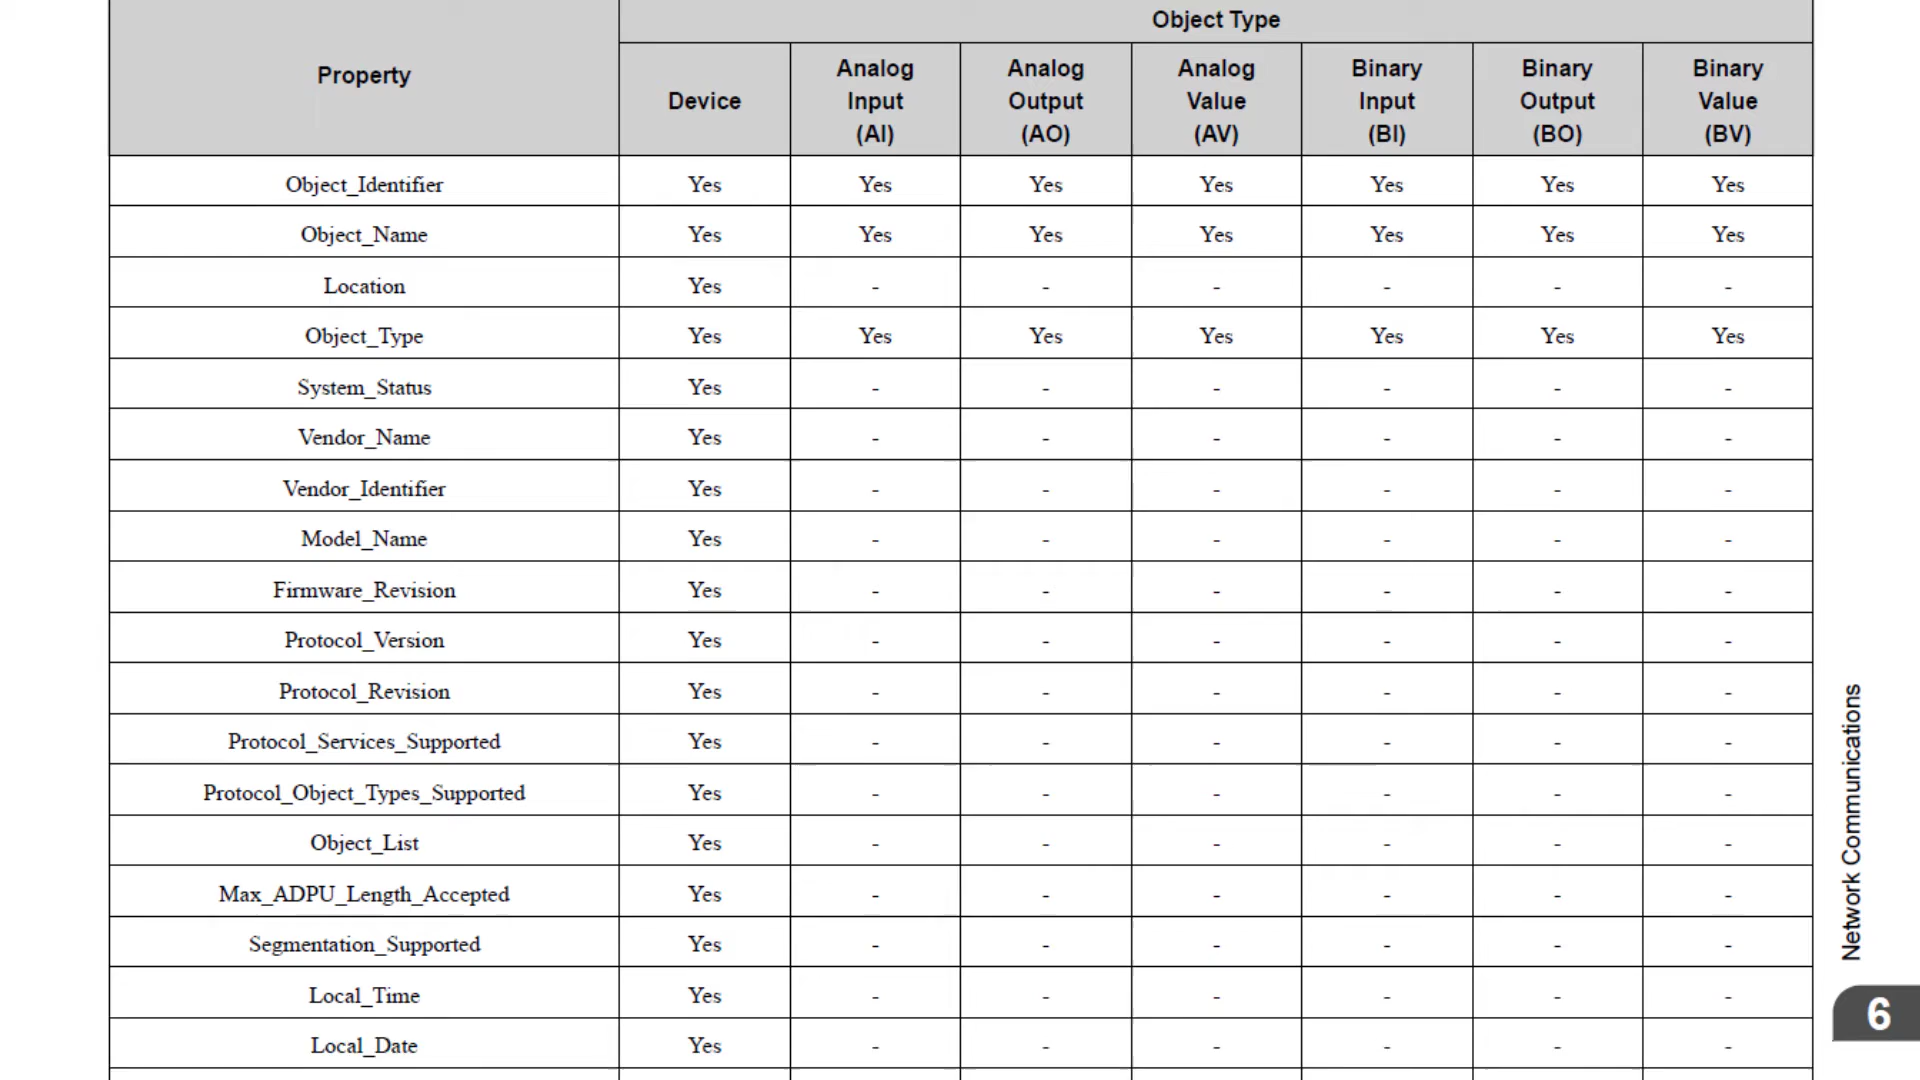 Object Type
Property
Device
Analog Input (AI)
Analog Output (AO)
Analog Value (AV)
Binary Input (BI)
Binary Output (BO)
Binary Value (BV)
Object_Identifier Yes Yes Yes Yes Yes Yes Yes
Object_Name Yes Yes Yes Yes Yes Yes Yes
Location Yes - - - - - -
Object_Type Yes Yes Yes Yes Yes Yes Yes
System_Status Yes - - - - - -
Vendor_Name Yes - - - - - -
Vendor_Identifier Yes - - - - - -
Model_Name Yes - - - - - -
Firmware_Revision Yes - - - - - -
Protocol_Version Yes - - - - - -
Protocol_Revision Yes - - - - - -
Protocol_Services_Supported Yes - - - - - -
Protocol_Object_Types_Supported Yes - - - - - -
Object_List Yes - - - - - -
Max_ADPU_Length_Accepted Yes - - - - - -
Segmentation_Supported Yes - - - - - -
Local_Time Yes - - - - - -
Local_Date Yes - - - - - -
Network Communications
6